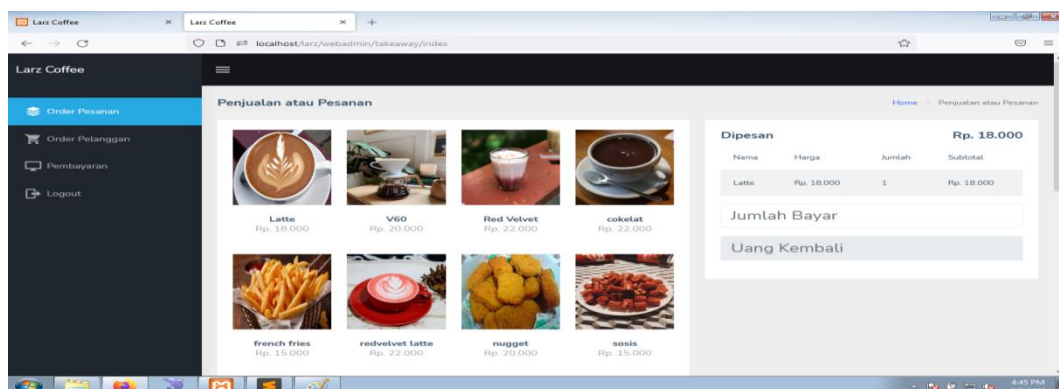 Larz Coffee
Larz Coffee
localhost/larz/webadmin/takeaway/index
Larz Coffee
Order Pesanan
Order Pelanggan
Pembayaran
Logout
Penjualan atau Pesanan
Home
Penjualan atau Pesanan
Latte
Rp. 18.000
V60
Rp. 20.000
Red Velvet
Rp. 22.000
cokelat
Rp. 22.000
french fries
Rp. 15.000
redvelvet latte
Rp. 22.000
nugget
Rp. 20.000
sosis
Rp. 15.000
Dipesan Rp. 18.000
Nama Harga Jumlah Subtotal
Latte Rp. 18.000 1 Rp. 18.000
Jumlah Bayar
Uang Kembali
4:45 PM